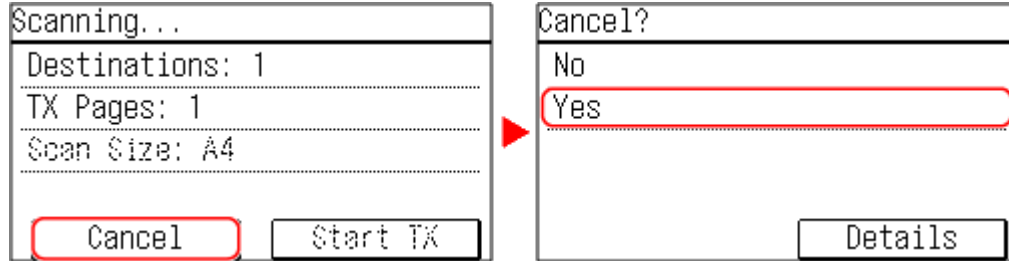 Scanning...
Destinations: 1
TX Pages: 1
Scan Size: A4
Cancel
Start TX
Cancel?
No
Yes
Details